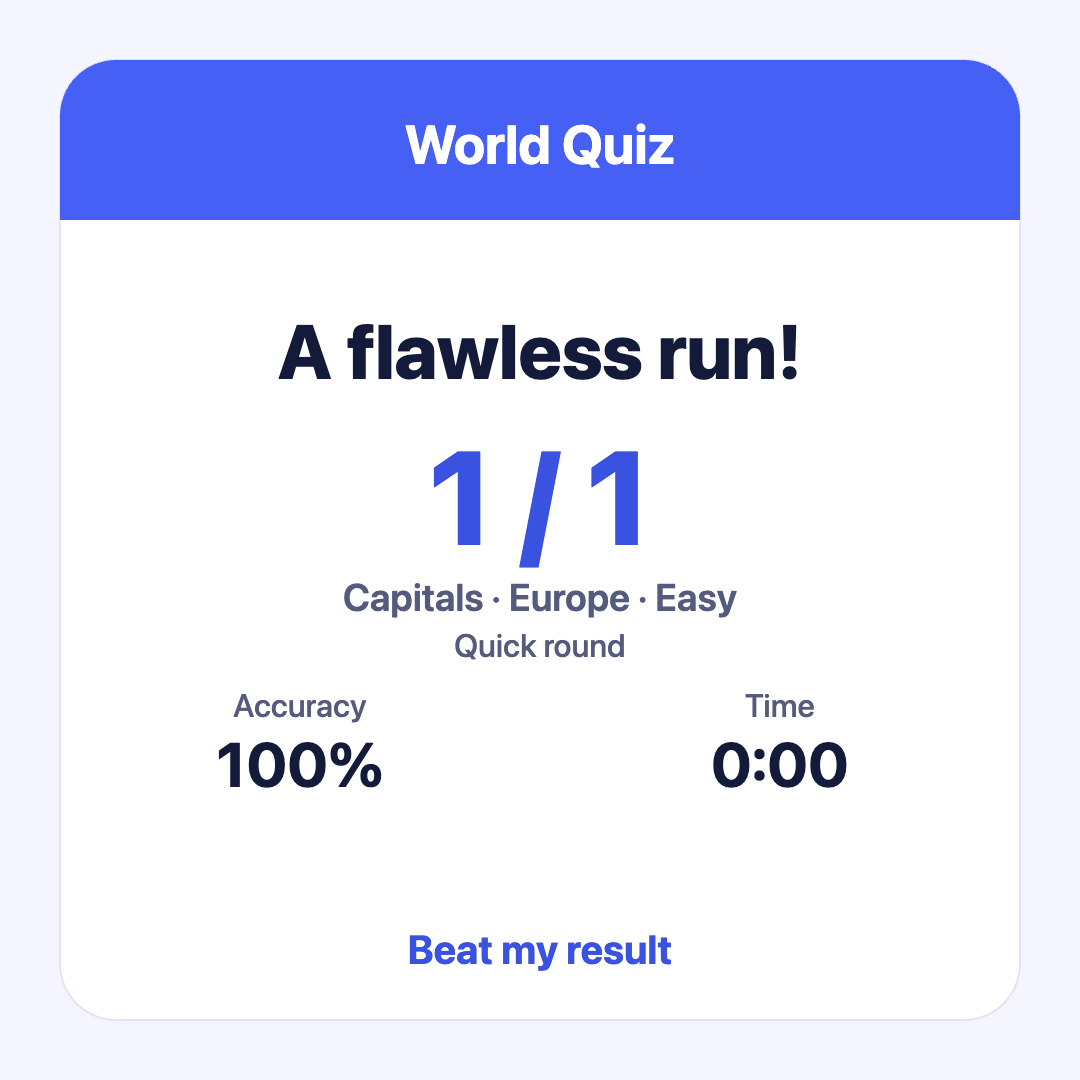 World Quiz
A flawless run!
1 / 1
Capitals · Europe · Easy
Quick round
Accuracy Time
100% 0:00
Beat my result